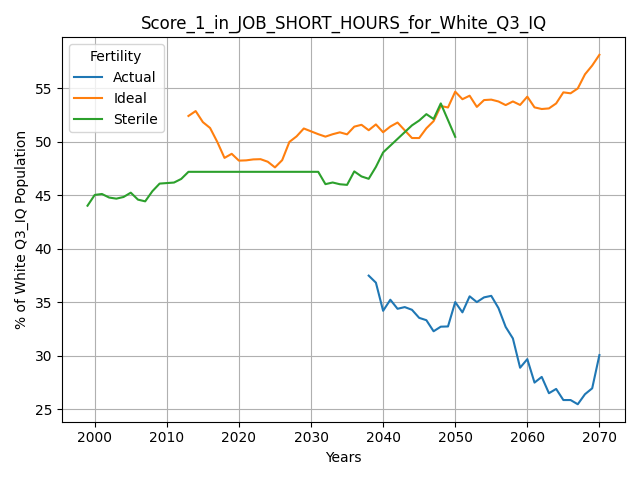 Score_1_in_JOB_SHORT_HOURS_for_White_Q3_IQ
Fertility
Actual
Ideal
Sterile
% of White Q3_IQ Population
55
50
45
40
35
30
25
2000 2010 2020 2030 2040 2050 2060 2070
Years